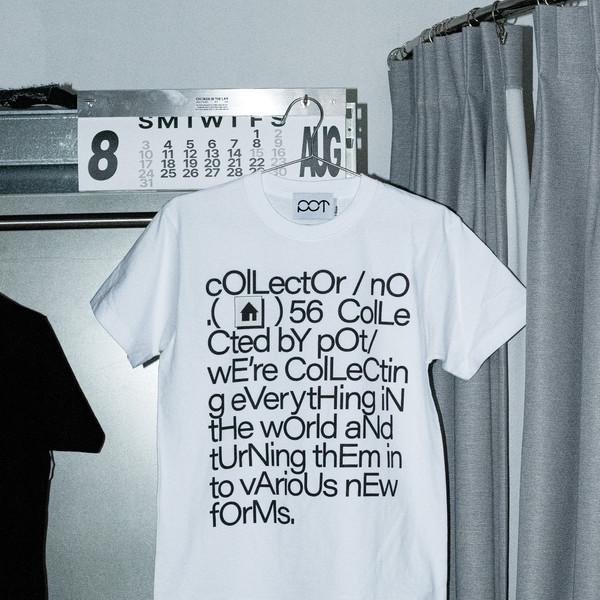 S M T W T F S
1 2
3 4 5 6 7 8 9
10 11 12 13 14 15 16
17 18 19 20 21 22 23
24 25 26 27 28 29 30
31
8
AUG
POT
cOlLectOr / nO
.( ) 56 ColLe
Cted bY pOt/
wE're ColLeCtin
g eVerytHing iN
tHe wOrld aNd
tUrNing thEm in
to vArioUs nEw
fOrMs.